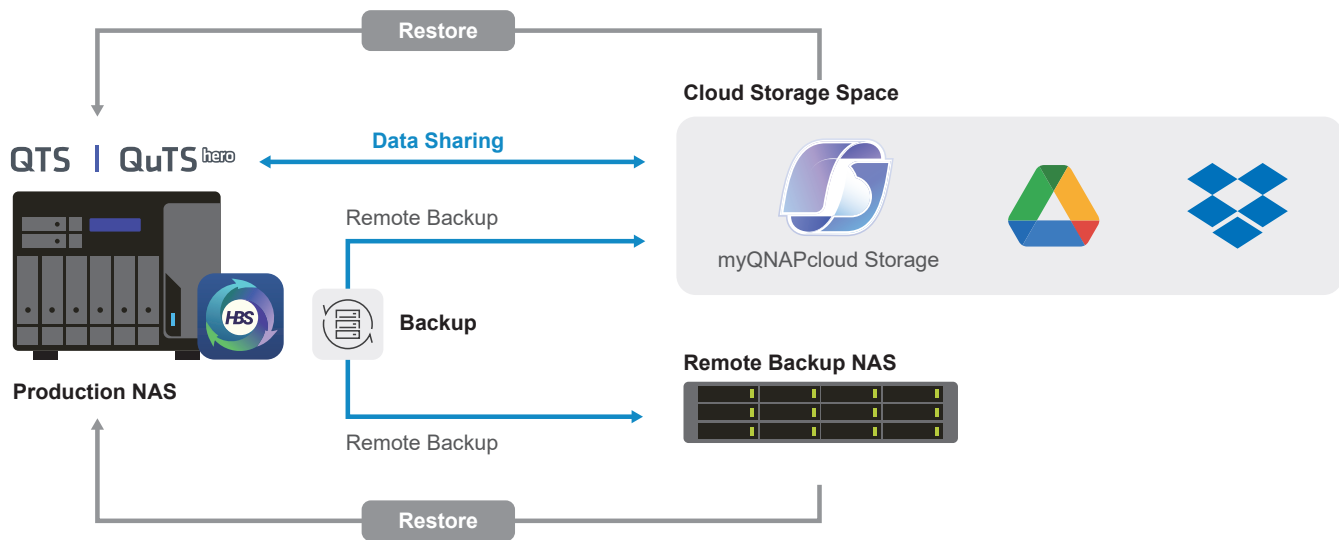 Restore
Cloud Storage Space
Data Sharing
QTS | QuTS hero
Remote Backup
myQNAPcloud Storage
HBS
Backup
Remote Backup NAS
Production NAS
Remote Backup
Restore